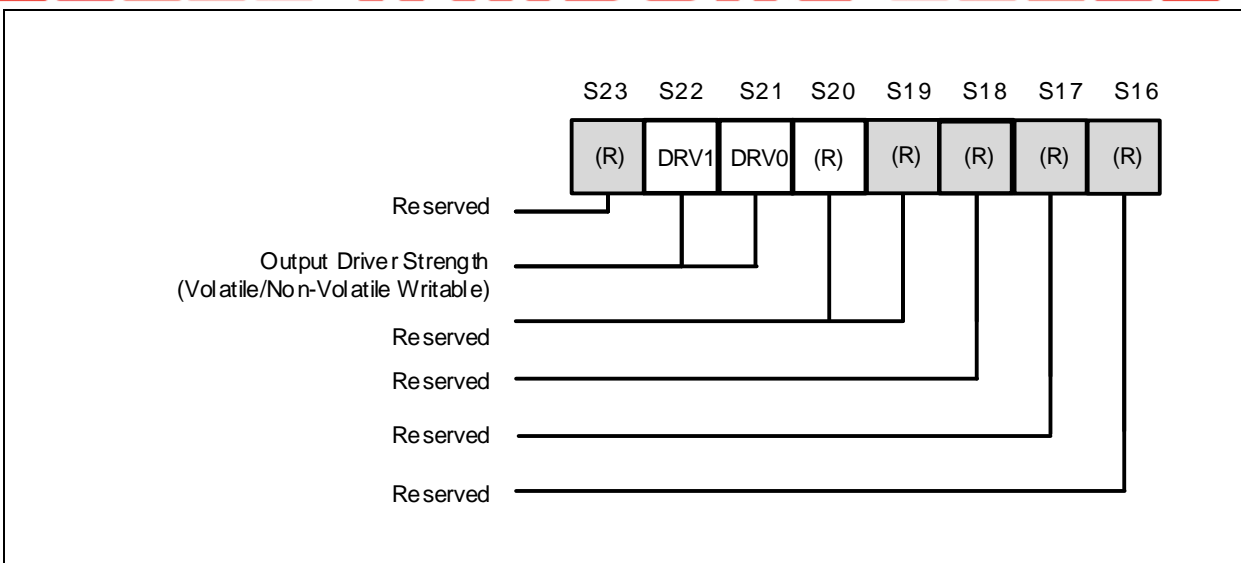 S23 S22 S21 S20 S19 S18 S17 S16
(R) DRV1 DRV0 (R) (R) (R) (R) (R)
Reserved
Output Driver Strength
(Volatile/Non-Volatile Writable)
Reserved
Reserved
Reserved
Reserved